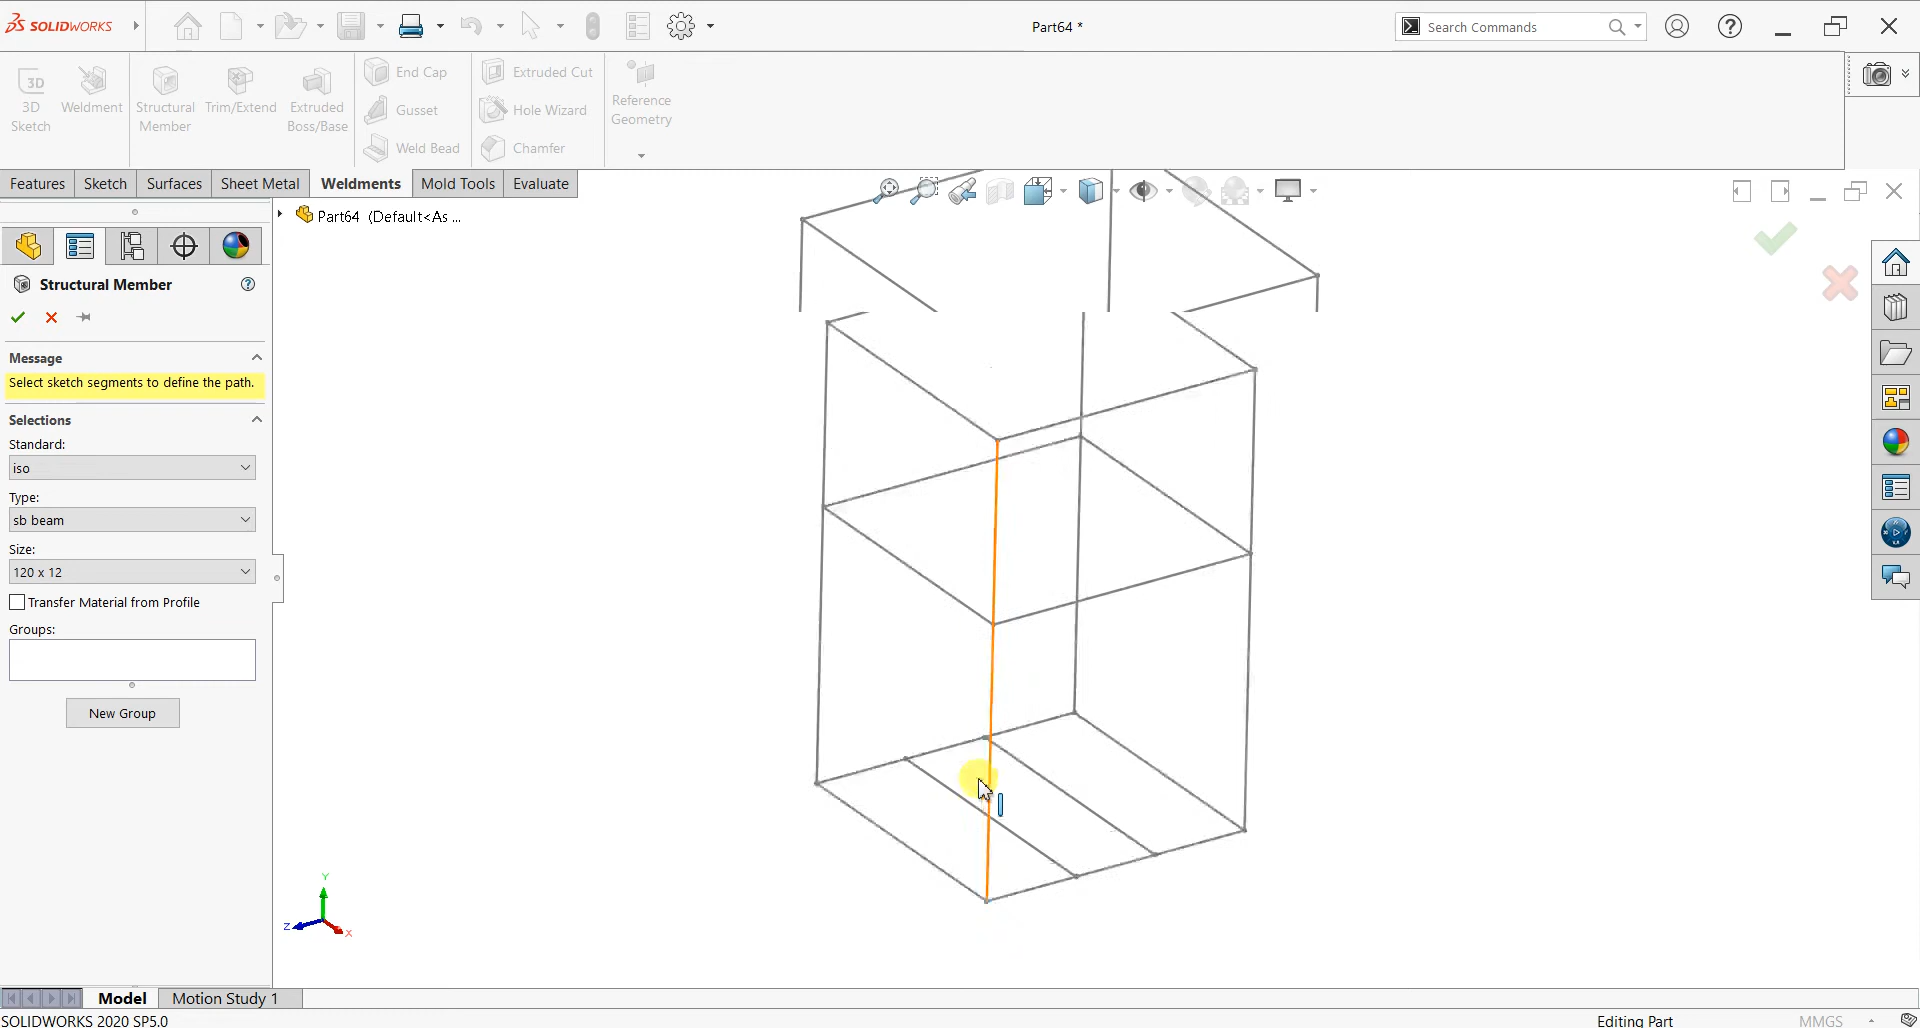 SOLIDWORKS
Part64 *
Search Commands
3D Sketch
Weldment
Structural Member
Trim/Extend
Extruded Boss/Base
End Cap
Gusset
Weld Bead
Extruded Cut
Hole Wizard
Chamfer
Reference Geometry
Features Sketch Surfaces Sheet Metal Weldments Mold Tools Evaluate
Part64 (Default<As ...
Structural Member
Message
Select sketch segments to define the path.
Selections
Standard:
iso
Type:
sb beam
Size:
120 x 12
Transfer Material from Profile
Groups:
New Group
Y
Z
X
Model Motion Study 1
SOLIDWORKS 2020 SP5.0
Editing Part
MMGS